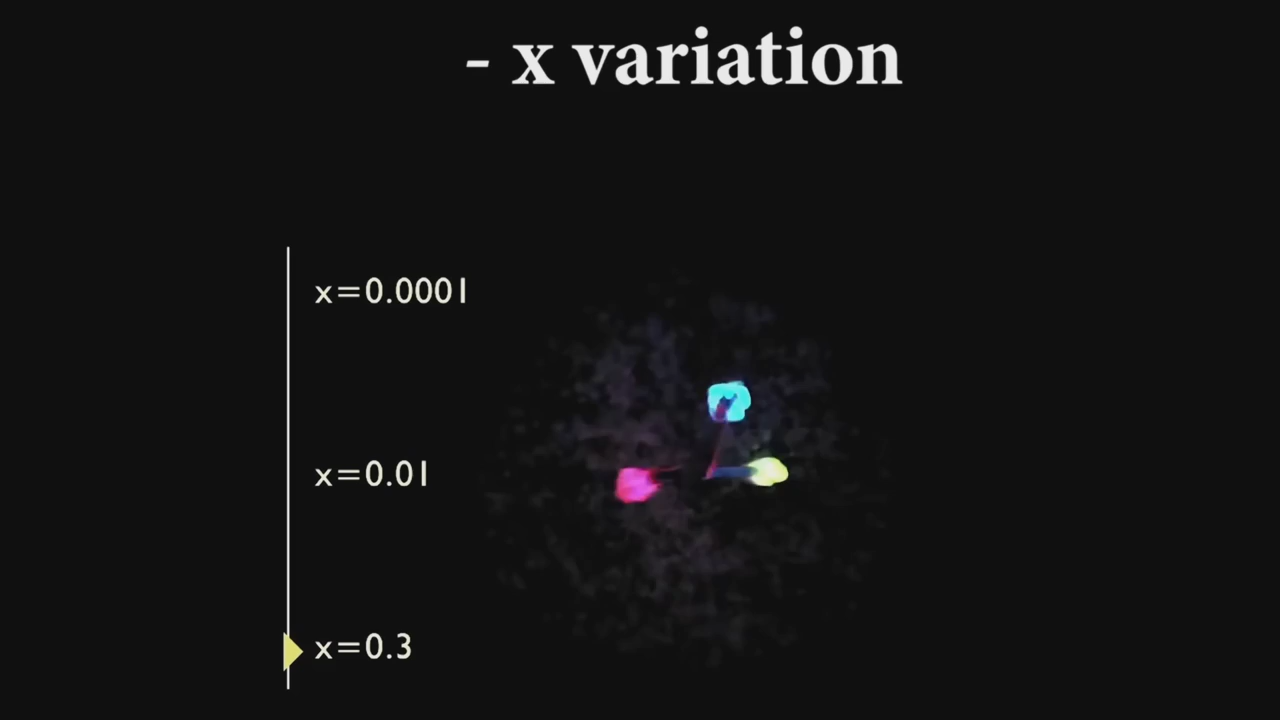 - x variation
x=0.0001
x=0.01
x=0.3